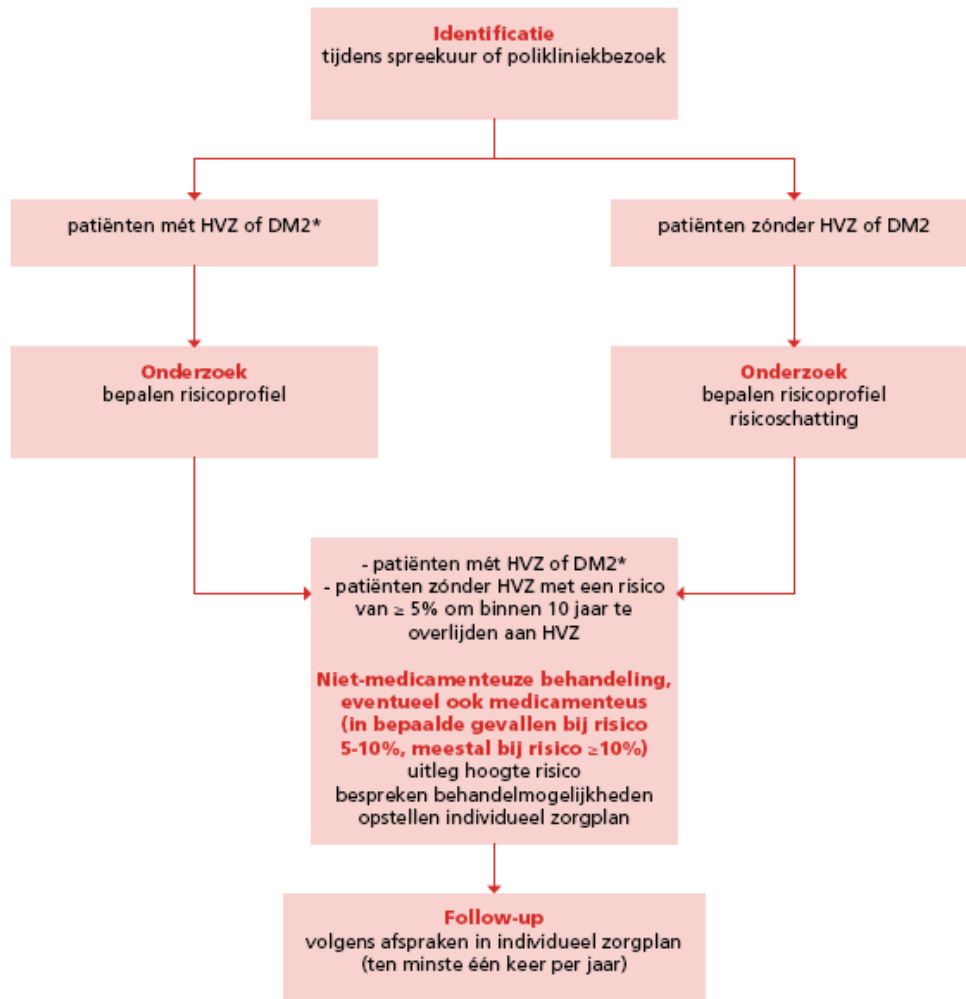 Identificatie
tijdens spreekuur of polikliniekbezoek
patiënten mét HVZ of DM2*
patiënten zónder HVZ of DM2
Onderzoek
bepalen risicoprofiel
Onderzoek
bepalen risicoprofiel
risicoschatting
- patiënten mét HVZ of DM2*
- patiënten zónder HVZ met een risico
van ≥ 5% om binnen 10 jaar te
overlijden aan HVZ
Niet-medicamenteuze behandeling,
eventueel ook medicamenteus
(in bepaalde gevallen bij risico
5-10%, meestal bij risico ≥10%)
uitleg hoogte risico
bespreken behandelmogelijkheden
opstellen individueel zorgplan
Follow-up
volgens afspraken in individueel zorgplan
(ten minste één keer per jaar)